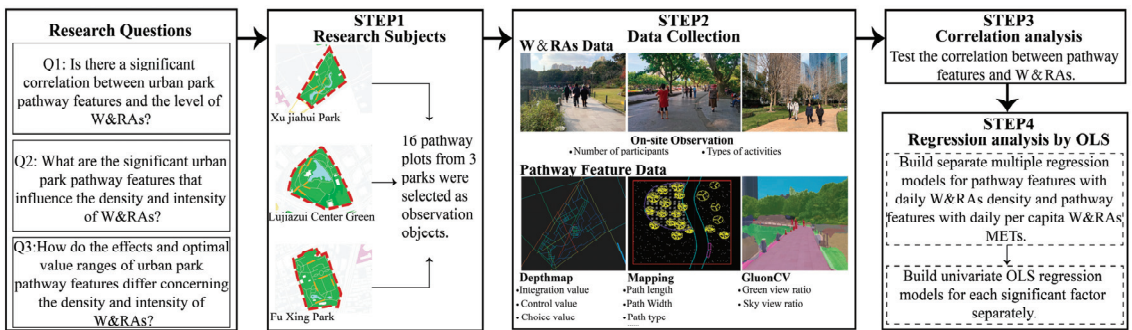 Research Questions
Q1: Is there a significant
correlation between urban park
pathway features and the level of
W&RAs?
Q2: What are the significant urban
park pathway features that
influence the density and intensity
of W&RAs?
Q3:How do the effects and optimal
value ranges of urban park
pathway features differ concerning
the density and intensity of
W&RAs?
STEP1
Research Subjects
Xu jiahui Park
Lujiazui Center Green
Fu Xing Park
16 pathway
plots from 3
parks were
selected as
observation
objects.
STEP2
Data Collection
W&RAs Data
On-site Observation
•Number of participants
•Types of activities
Pathway Feature Data
Depthmap
•Integration value
•Control value
•Choice value
Mapping
•Path length
•Path Width
•Path type
GluonCV
•Green view ratio
•Sky view ratio
STEP3
Correlation analysis
Test the correlation between pathway
features and W&RAs.
STEP4
Regression analysis by OLS
Build separate multiple regression
models for pathway features with
daily W&RAs density and pathway
features with daily per capita W&RAs
METs.
Build univariate OLS regression
models for each significant factor
separately.